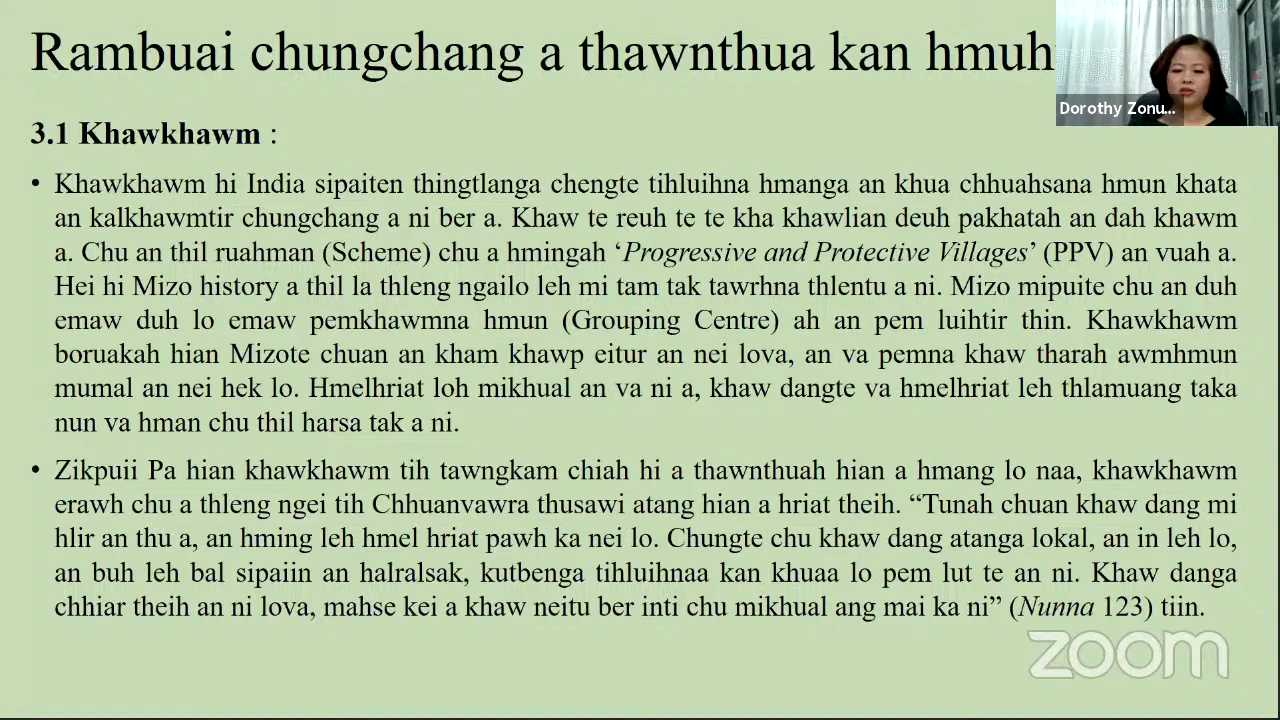 Rambuai chungchang a thawnthua kan hmuh
Dorothy Zonu...
3.1 Khawkhawm :
• Khawkhawm hi India sipaiten thingtlanga chengte tihluihna hmanga an khua chhuahsana hmun khata
an kalkhawmtir chungchang a ni ber a. Khaw te reuh te te kha khawlian deuh pakhatah an dah khawm
a. Chu an thil ruahman (Scheme) chu a hmingah ‘Progressive and Protective Villages’ (PPV) an vuah a.
Hei hi Mizo history a thil la thleng ngailo leh mi tam tak tawrhna thlentu a ni. Mizo mipuite chu an duh
emaw duh lo emaw pemkhawmna hmun (Grouping Centre) ah an pem luihtir thin. Khawkhawm
boruakah hian Mizote chuan an kham khawp eitur an nei lova, an va pemna khaw tharah awmhmun
mumal an nei hek lo. Hmelhriat loh mikhual an va ni a, khaw dangte va hmelhriat leh thlamuang taka
nun va hman chu thil harsa tak a ni.
• Zikpuii Pa hian khawkhawm tih tawngkam chiah hi a thawnthuah hian a hmang lo naa, khawkhawm
erawh chu a thleng ngei tih Chhuanvawra thusawi atang hian a hriat theih. “Tunah chuan khaw dang mi
hlir an thu a, an hming leh hmel hriat pawh ka nei lo. Chungte chu khaw dang atanga lokal, an in leh lo,
an buh leh bal sipaiin an halralsak, kutbenga tihluihnaa kan khuaa lo pem lut te an ni. Khaw danga
chhiar theih an ni lova, mahse kei a khaw neitu ber inti chu mikhual ang mai ka ni” (Nunna 123) tiin.
zoom